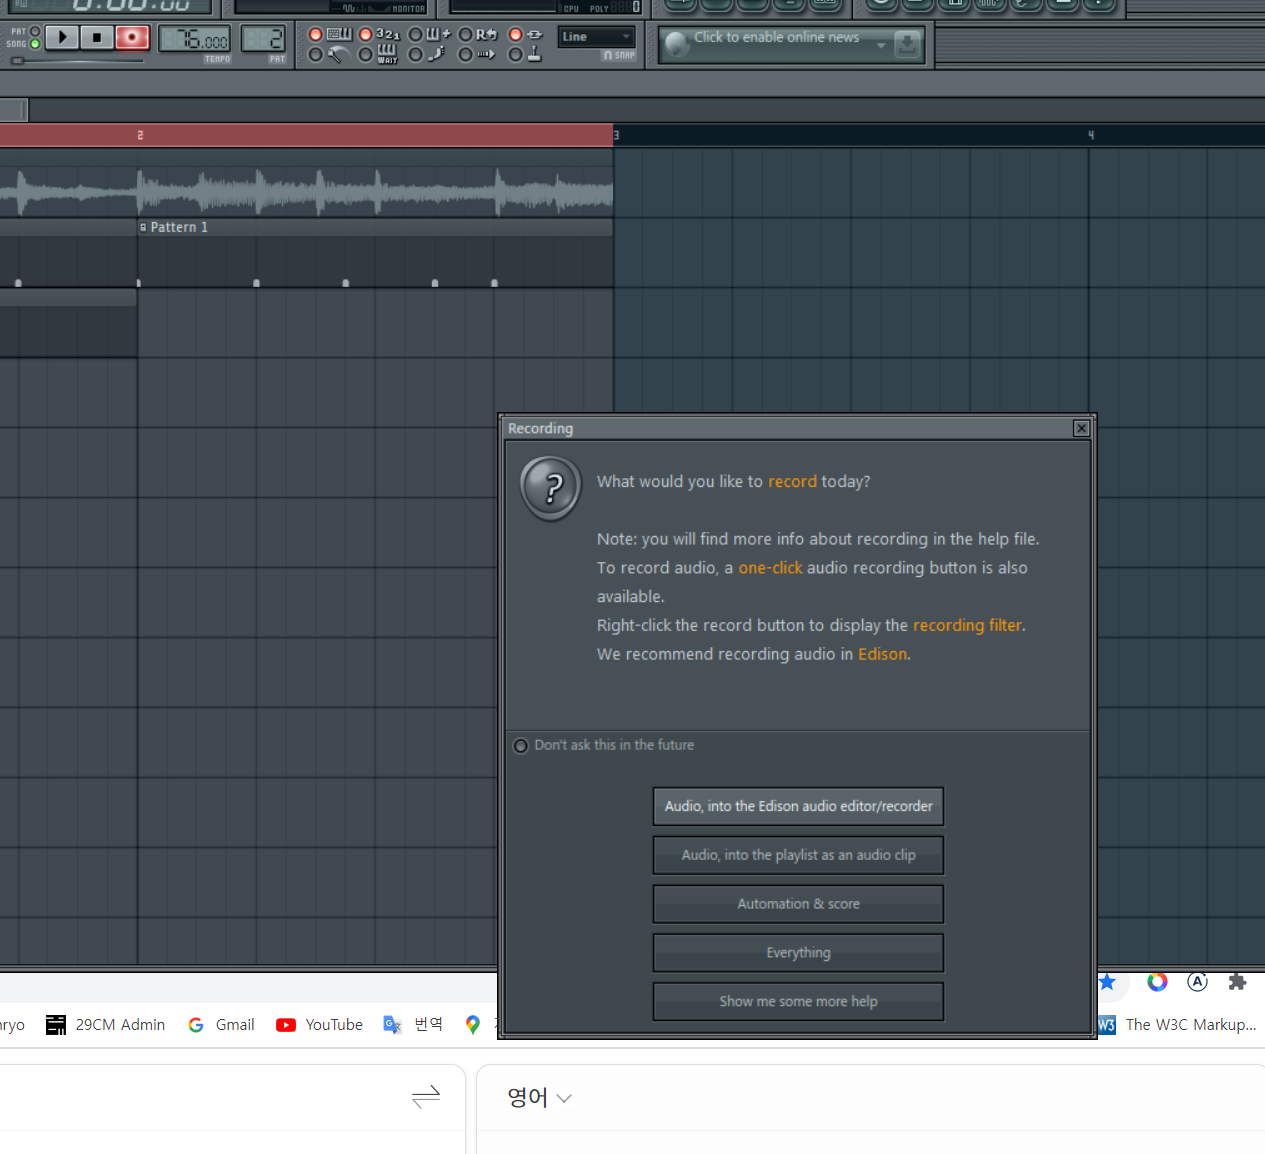 MONITOR
CPU POLY 0
PAT
SONG
76.000
TEMPO
2
PAT
3 2 1
R
WAIT
Line
SNAP
Click to enable online news
2
3
4
Pattern 1
Recording
What would you like to record today?
Note: you will find more info about recording in the help file.
To record audio, a one-click audio recording button is also
available.
Right-click the record button to display the recording filter.
We recommend recording audio in Edison.
Don't ask this in the future
Audio, into the Edison audio editor/recorder
Audio, into the playlist as an audio clip
Automation & score
Everything
Show me some more help
ryo
29CM Admin
Gmail
YouTube
번역
W3
The W3C Markup...
영어